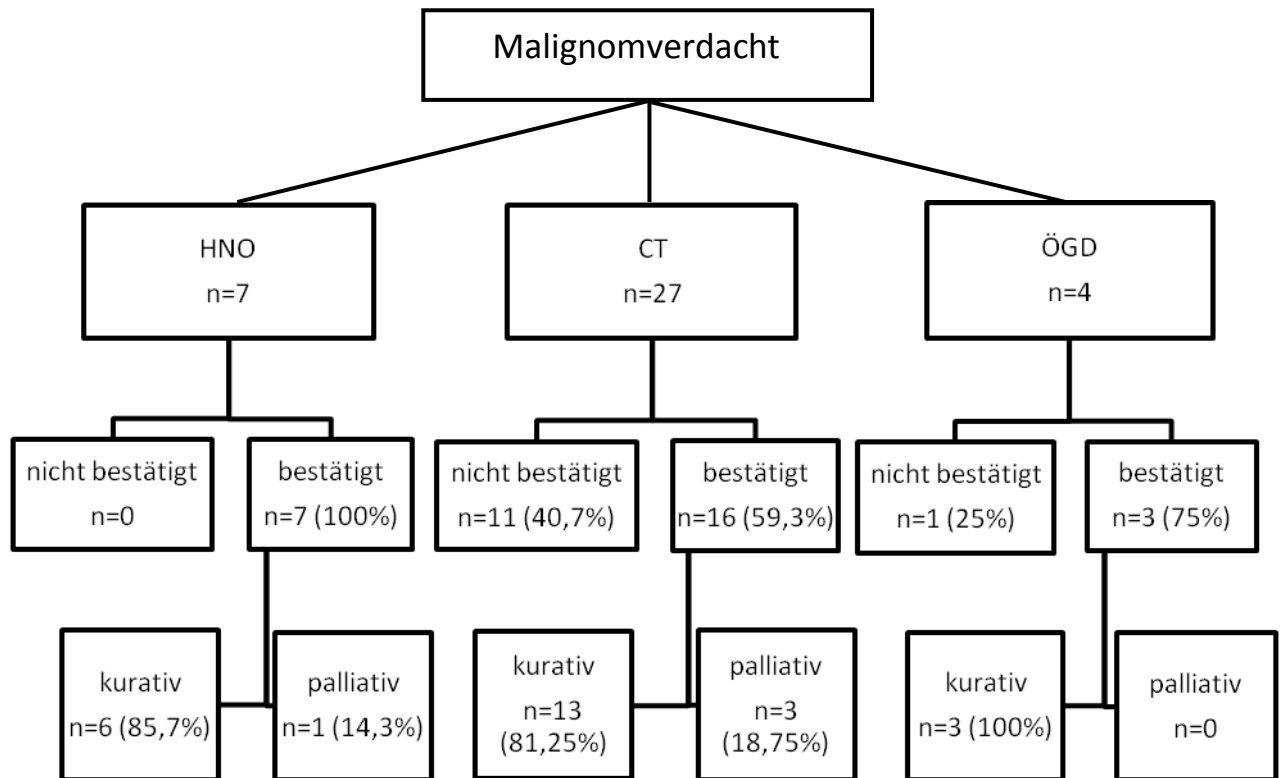 Malignomverdacht
HNO
n=7
CT
n=27
ÖGD
n=4
nicht bestätigt
n=0
bestätigt
n=7 (100%)
nicht bestätigt
n=11 (40,7%)
bestätigt
n=16 (59,3%)
nicht bestätigt
n=1 (25%)
bestätigt
n=3 (75%)
kurativ
n=6 (85,7%)
palliativ
n=1 (14,3%)
kurativ
n=13
(81,25%)
palliativ
n=3
(18,75%)
kurativ
n=3 (100%)
palliativ
n=0